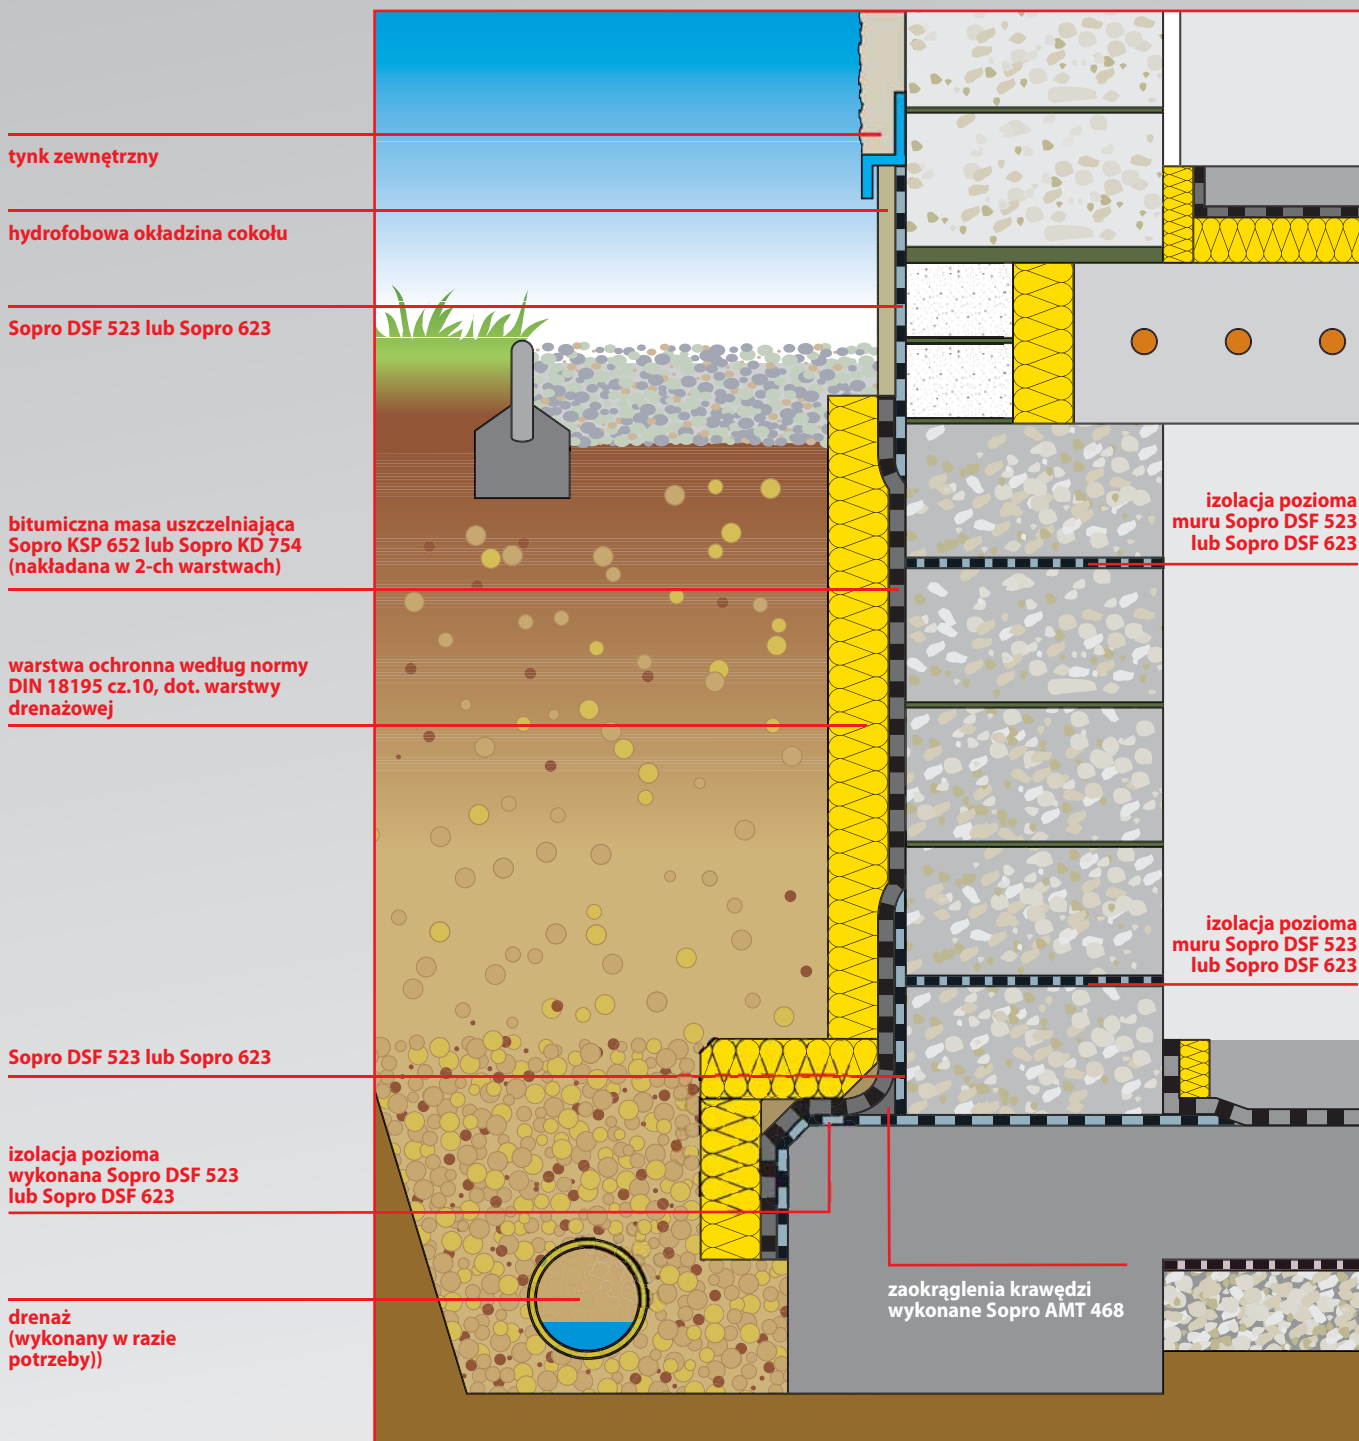 tynk zewnętrzny
hydrofobowa okładzina cokołu
Sopro DSF 523 lub Sopro 623
bitumiczna masa uszczelniająca
Sopro KSP 652 lub Sopro KD 754
(nakładana w 2-ch warstwach)
warstwa ochronna według normy
DIN 18195 cz.10, dot. warstwy
drenażowej
Sopro DSF 523 lub Sopro 623
izolacja pozioma
wykonana Sopro DSF 523
lub Sopro DSF 623
drenaż
(wykonany w razie
potrzeby))
izolacja pozioma
muru Sopro DSF 523
lub Sopro DSF 623
izolacja pozioma
muru Sopro DSF 523
lub Sopro DSF 623
zaokrąglenia krawędzi
wykonane Sopro AMT 468